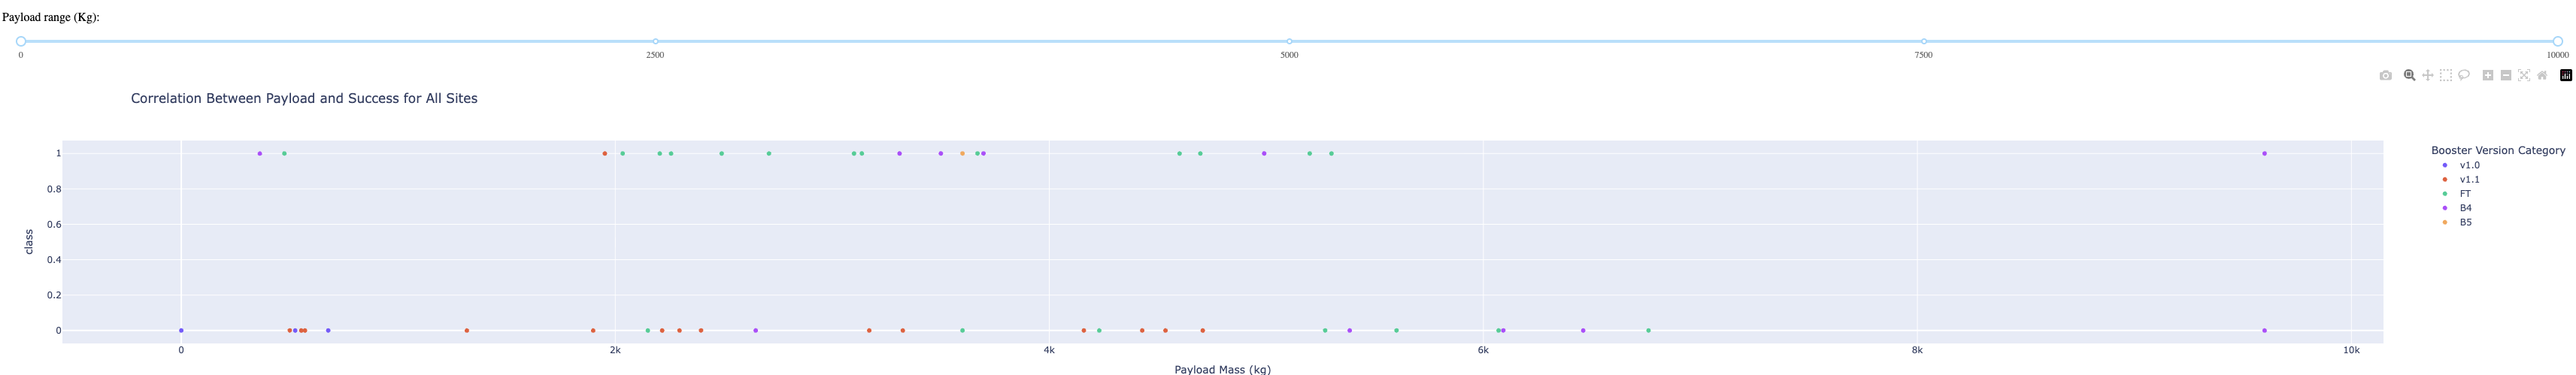 Payload range (Kg):
0 2500 5000 7500 10000
Correlation Between Payload and Success for All Sites
Booster Version Category
v1.0
v1.1
FT
B4
B5
class
1
0.8
0.6
0.4
0.2
0
0 2k 4k 6k 8k 10k
Payload Mass (kg)